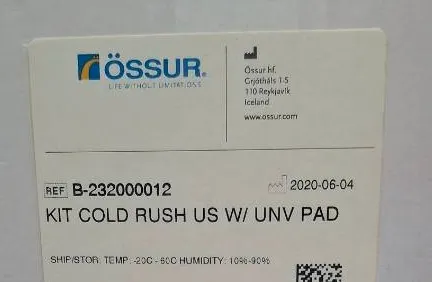 ÖSSUR®
LIFE WITHOUT LIMITATIONS
Össur hf.
Grjótháls 1-5
110 Reykjavík
Iceland
www.ossur.com
REF B-232000012
2020-06-04
KIT COLD RUSH US W/ UNV PAD
SHIP/STOR. TEMP: -20C - 60C HUMIDITY: 10%-90%